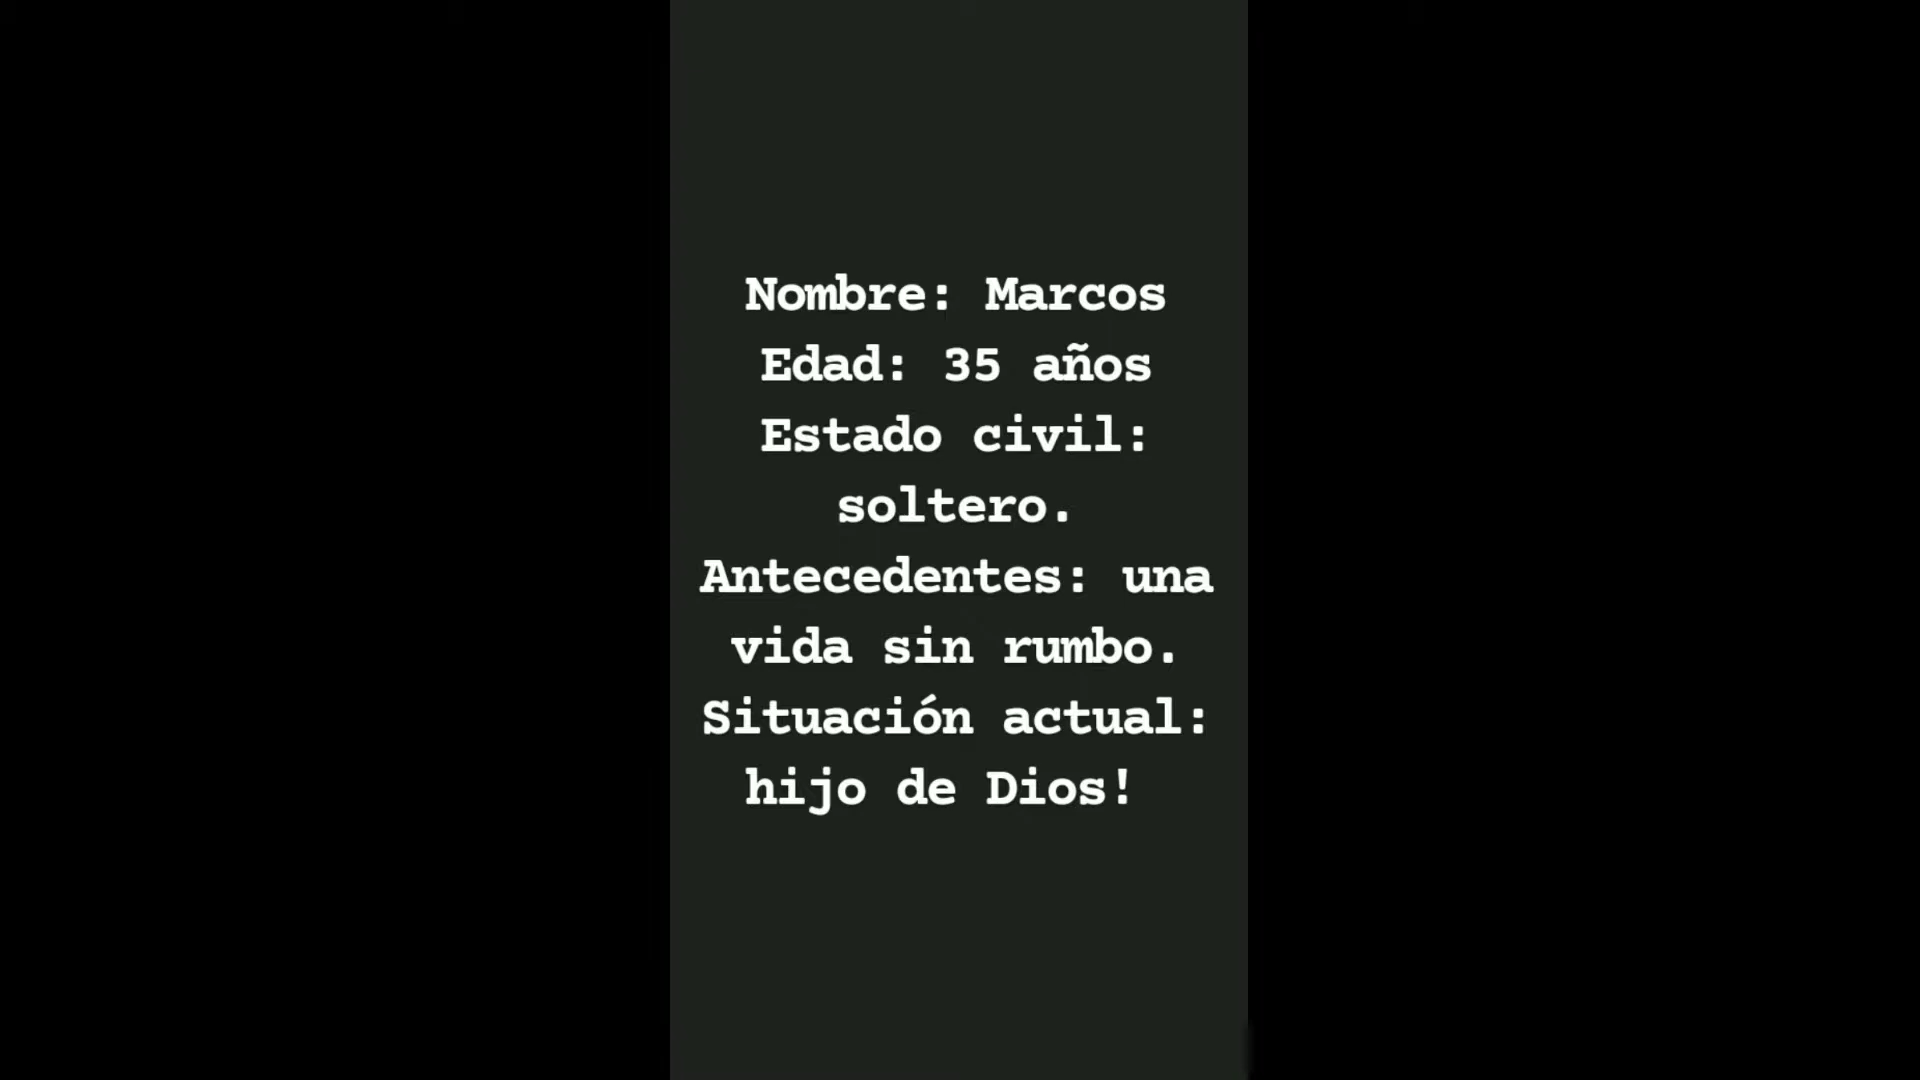 Nombre: Marcos
Edad: 35 años
Estado civil:
soltero.
Antecedentes: una
vida sin rumbo.
Situación actual:
hijo de Dios!